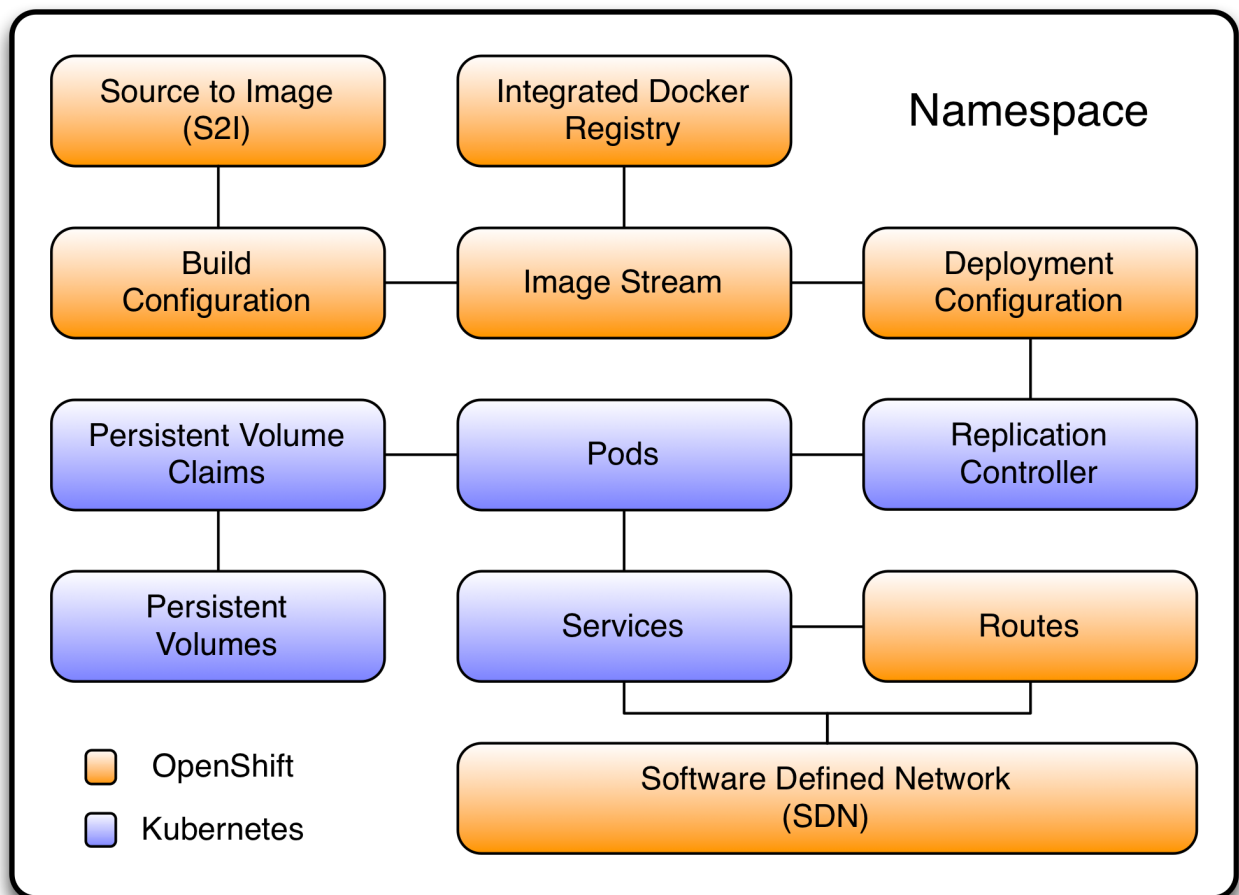 Source to Image
(S2I)
Integrated Docker
Registry
Namespace
Build
Configuration
Image Stream
Deployment
Configuration
Persistent Volume
Claims
Pods
Replication
Controller
Persistent
Volumes
Services
Routes
OpenShift
Kubernetes
Software Defined Network
(SDN)